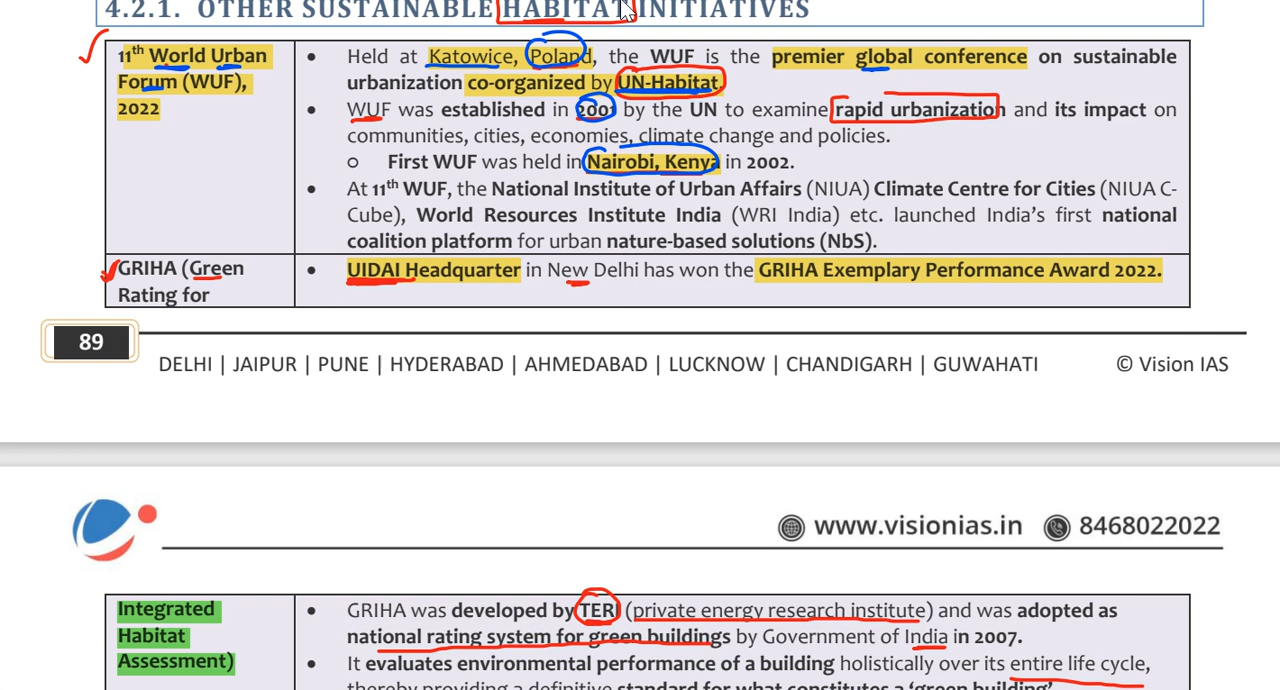 4.2.1. OTHER SUSTAINABLE HABITAT INITIATIVES
11th World Urban
Forum (WUF),
2022
• Held at Katowice, Poland, the WUF is the premier global conference on sustainable
urbanization co-organized by UN-Habitat.
• WUF was established in 2001 by the UN to examine rapid urbanization and its impact on
communities, cities, economies, climate change and policies.
o First WUF was held in Nairobi, Kenya in 2002.
• At 11th WUF, the National Institute of Urban Affairs (NIUA) Climate Centre for Cities (NIUA C-
Cube), World Resources Institute India (WRI India) etc. launched India's first national
coalition platform for urban nature-based solutions (NbS).
GRIHA (Green
Rating for
• UIDAI Headquarter in New Delhi has won the GRIHA Exemplary Performance Award 2022.
89
DELHI | JAIPUR | PUNE | HYDERABAD | AHMEDABAD | LUCKNOW | CHANDIGARH | GUWAHATI © Vision IAS
www.visionias.in 8468022022
Integrated
Habitat
Assessment)
• GRIHA was developed by TERI (private energy research institute) and was adopted as
national rating system for green buildings by Government of India in 2007.
• It evaluates environmental performance of a building holistically over its entire life cycle,
thereby providing a definitive standard for what constitutes a 'green building'